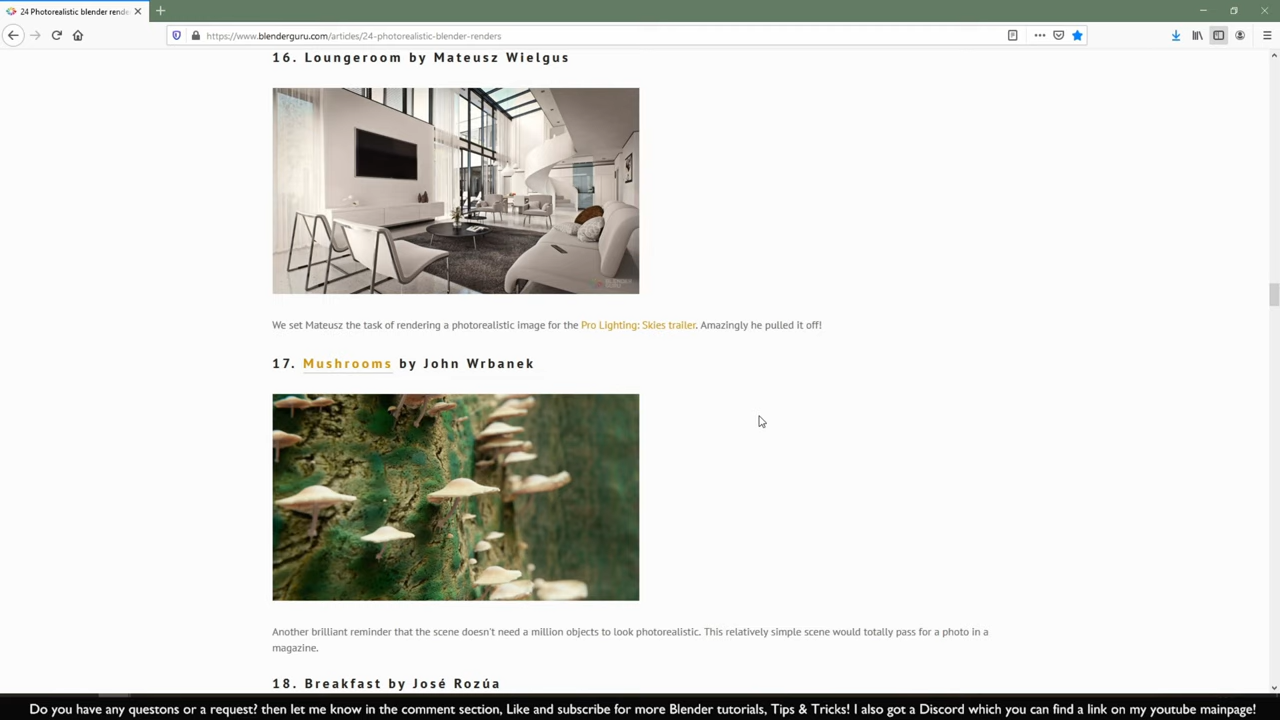 24 Photorealistic blender rende
https://www.blenderguru.com/articles/24-photorealistic-blender-renders
16. Loungeroom by Mateusz Wielgus
BLENDER
GURU
We set Mateusz the task of rendering a photorealistic image for the Pro Lighting: Skies trailer. Amazingly he pulled it off!
17. Mushrooms by John Wrbanek
Another brilliant reminder that the scene doesn't need a million objects to look photorealistic. This relatively simple scene would totally pass for a photo in a
magazine.
18. Breakfast by José Rozúa
Do you have any questons or a request? then let me know in the comment section, Like and subscribe for more Blender tutorials, Tips & Tricks! I also got a Discord which you can find a link on my youtube mainpage!